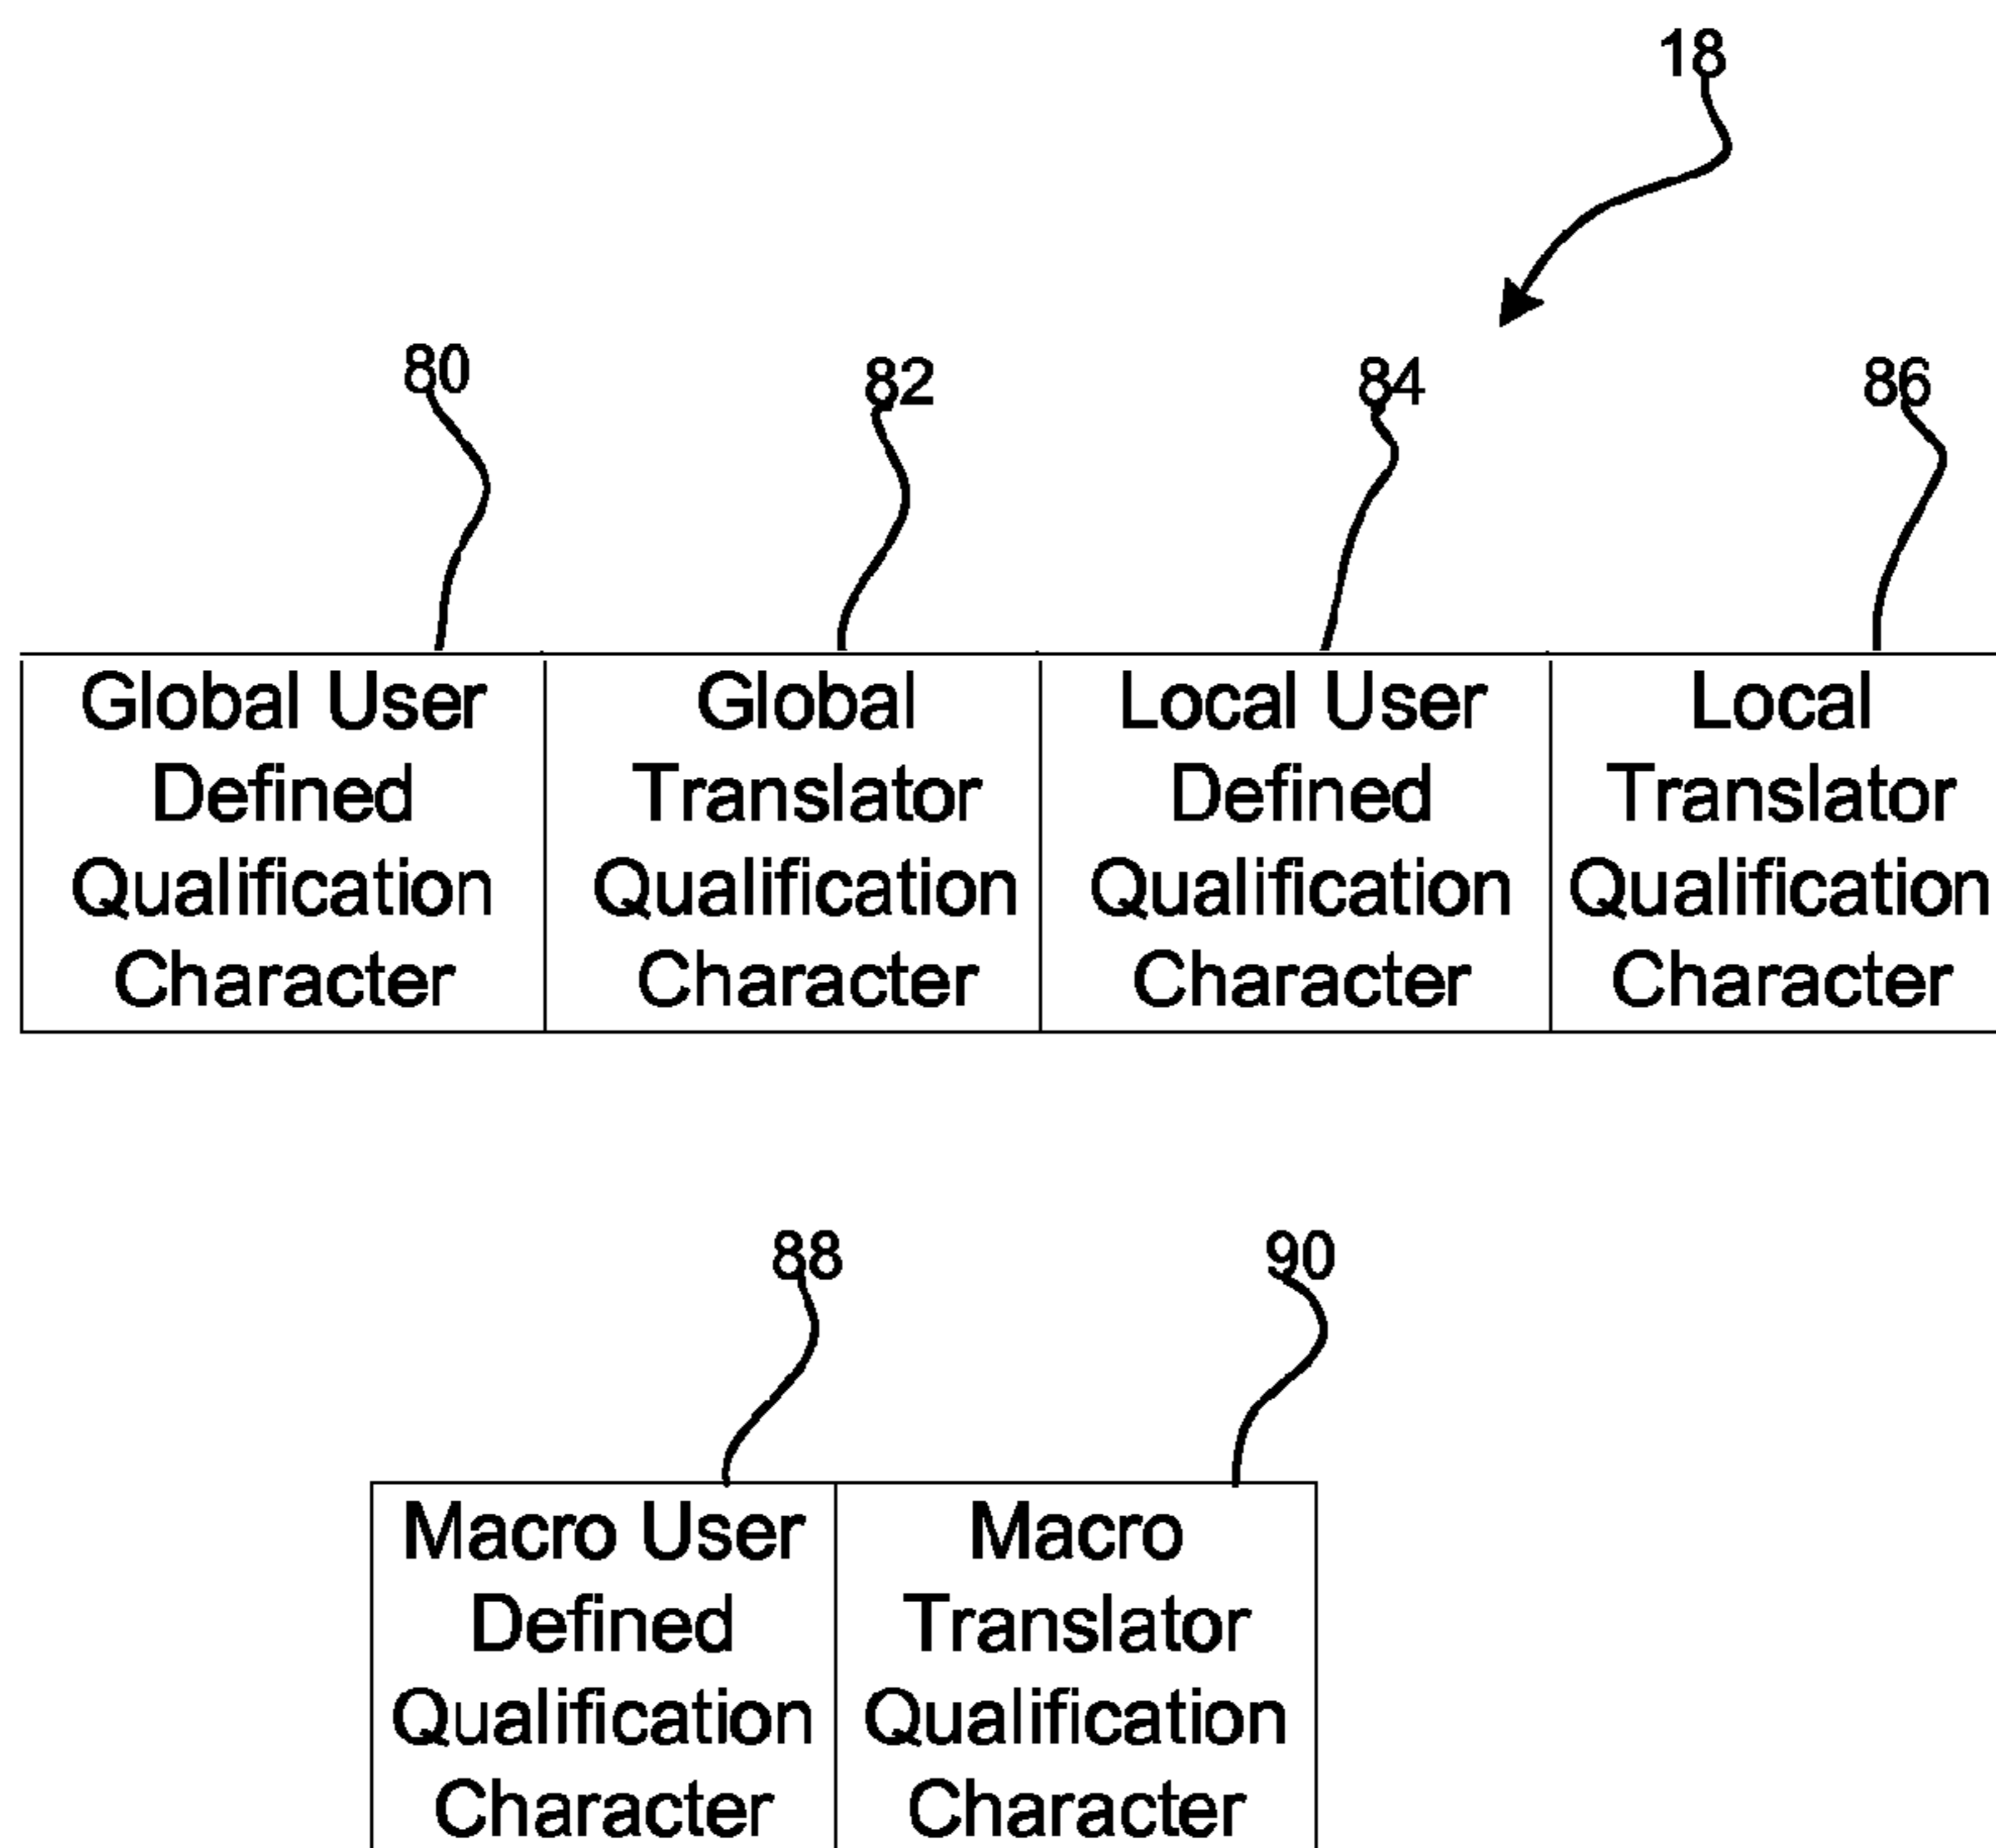 18
80
82
84
86
Global User
Defined
Qualification
Character
Global
Translator
Qualification
Character
Local User
Defined
Qualification
Character
Local
Translator
Qualification
Character
88
90
Macro User
Defined
Qualification
Character
Macro
Translator
Qualification
Character